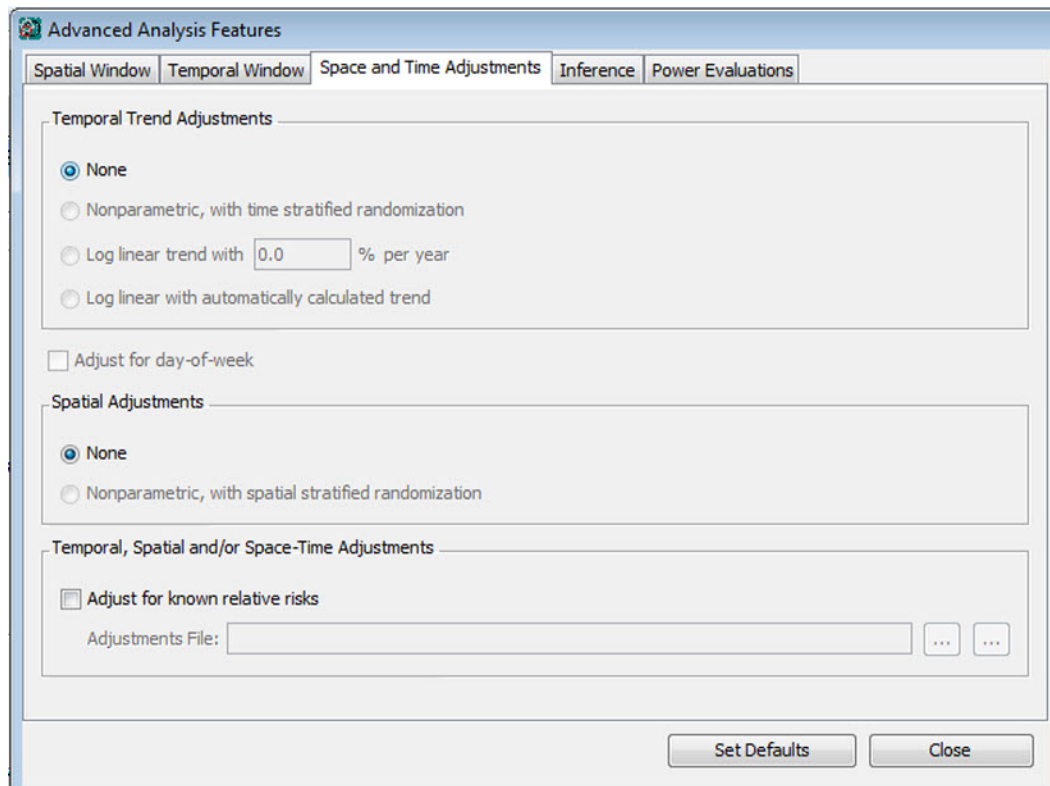 Advanced Analysis Features
Spatial Window Temporal Window Space and Time Adjustments Inference Power Evaluations
Temporal Trend Adjustments
None
Nonparametric, with time stratified randomization
Log linear trend with 0.0 % per year
Log linear with automatically calculated trend
Adjust for day-of-week
Spatial Adjustments
None
Nonparametric, with spatial stratified randomization
Temporal, Spatial and/or Space-Time Adjustments
Adjust for known relative risks
Adjustments File: ... ...
Set Defaults Close